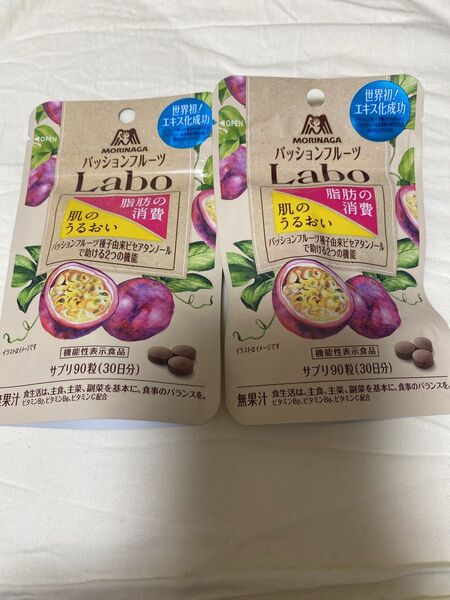 世界初！
エキス化成功
OPEN
MORINAGA
パッションフルーツ
Labo
脂肪の
消費
肌の
うるおい
パッションフルーツ種子由来ピセアタンノール
で助ける2つの機能
イラストはイメージです
機能性表示食品
サプリ90粒(30日分)
無果汁
食生活は、主食、主菜、副菜を基本に、食事のバランスを。
ビタミンB2、ビタミンB6、ビタミンC配合
世界初！
エキス化成功
OPEN
MORINAGA
パッションフルーツ
Labo
脂肪の
消費
肌の
うるおい
パッションフルーツ種子由来ピセアタンノール
で助ける2つの機能
イラストはイメージです
機能性表示食品
サプリ90粒(30日分)
無果汁
食生活は、主食、主菜、副菜を基本に、食事のバランスを。
ビタミンB2、ビタミンB6、ビタミンC配合